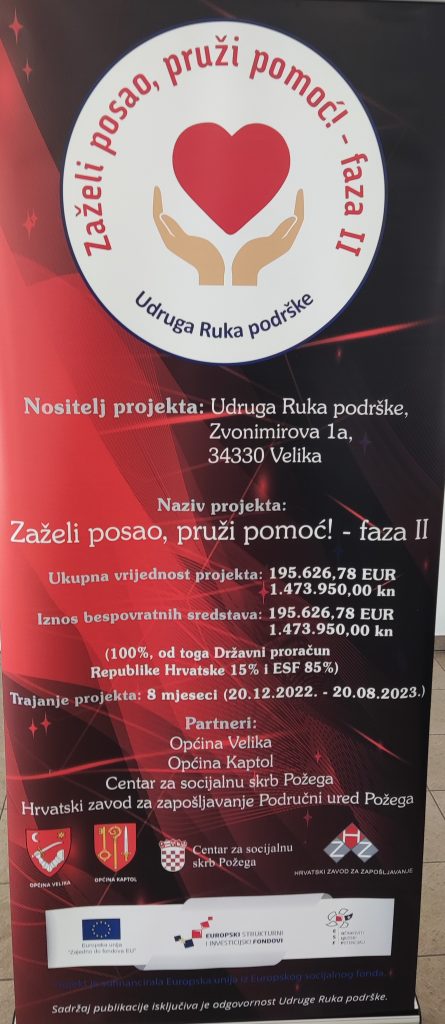 Zaželi posao, pruži pomoć! - faza II
Udruga Ruka podrške
Nositelj projekta: Udruga Ruka podrške,
Zvonimirova 1a,
34330 Velika
Naziv projekta:
Zaželi posao, pruži pomoć! - faza II
Ukupna vrijednost projekta: 195.626,78 EUR
1.473.950,00 kn
Iznos bespovratnih sredstava: 195.626,78 EUR
1.473.950,00 kn
(100%, od toga Državni proračun
Republike Hrvatske 15% i ESF 85%)
Trajanje projekta: 8 mjeseci (20.12.2022. - 20.08.2023.)
Partneri:
Općina Velika
Općina Kaptol
Centar za socijalnu skrb Požega
Hrvatski zavod za zapošljavanje Područni ured Požega
OPĆINA VELIKA
OPĆINA KAPTOL
Centar za socijalnu
skrb Požega
HZZ
HRVATSKI ZAVOD ZA ZAPOŠLJAVANJE
Europska unija
"Zajedno do fondova EU"
EUROPSKI STRUKTURNI
I INVESTICIJSKI FONDOVI
Projekt je sufinancirala Europska unija iz Europskog socijalnog fonda.
Sadržaj publikacije isključiva je odgovornost Udruge Ruka podrške.